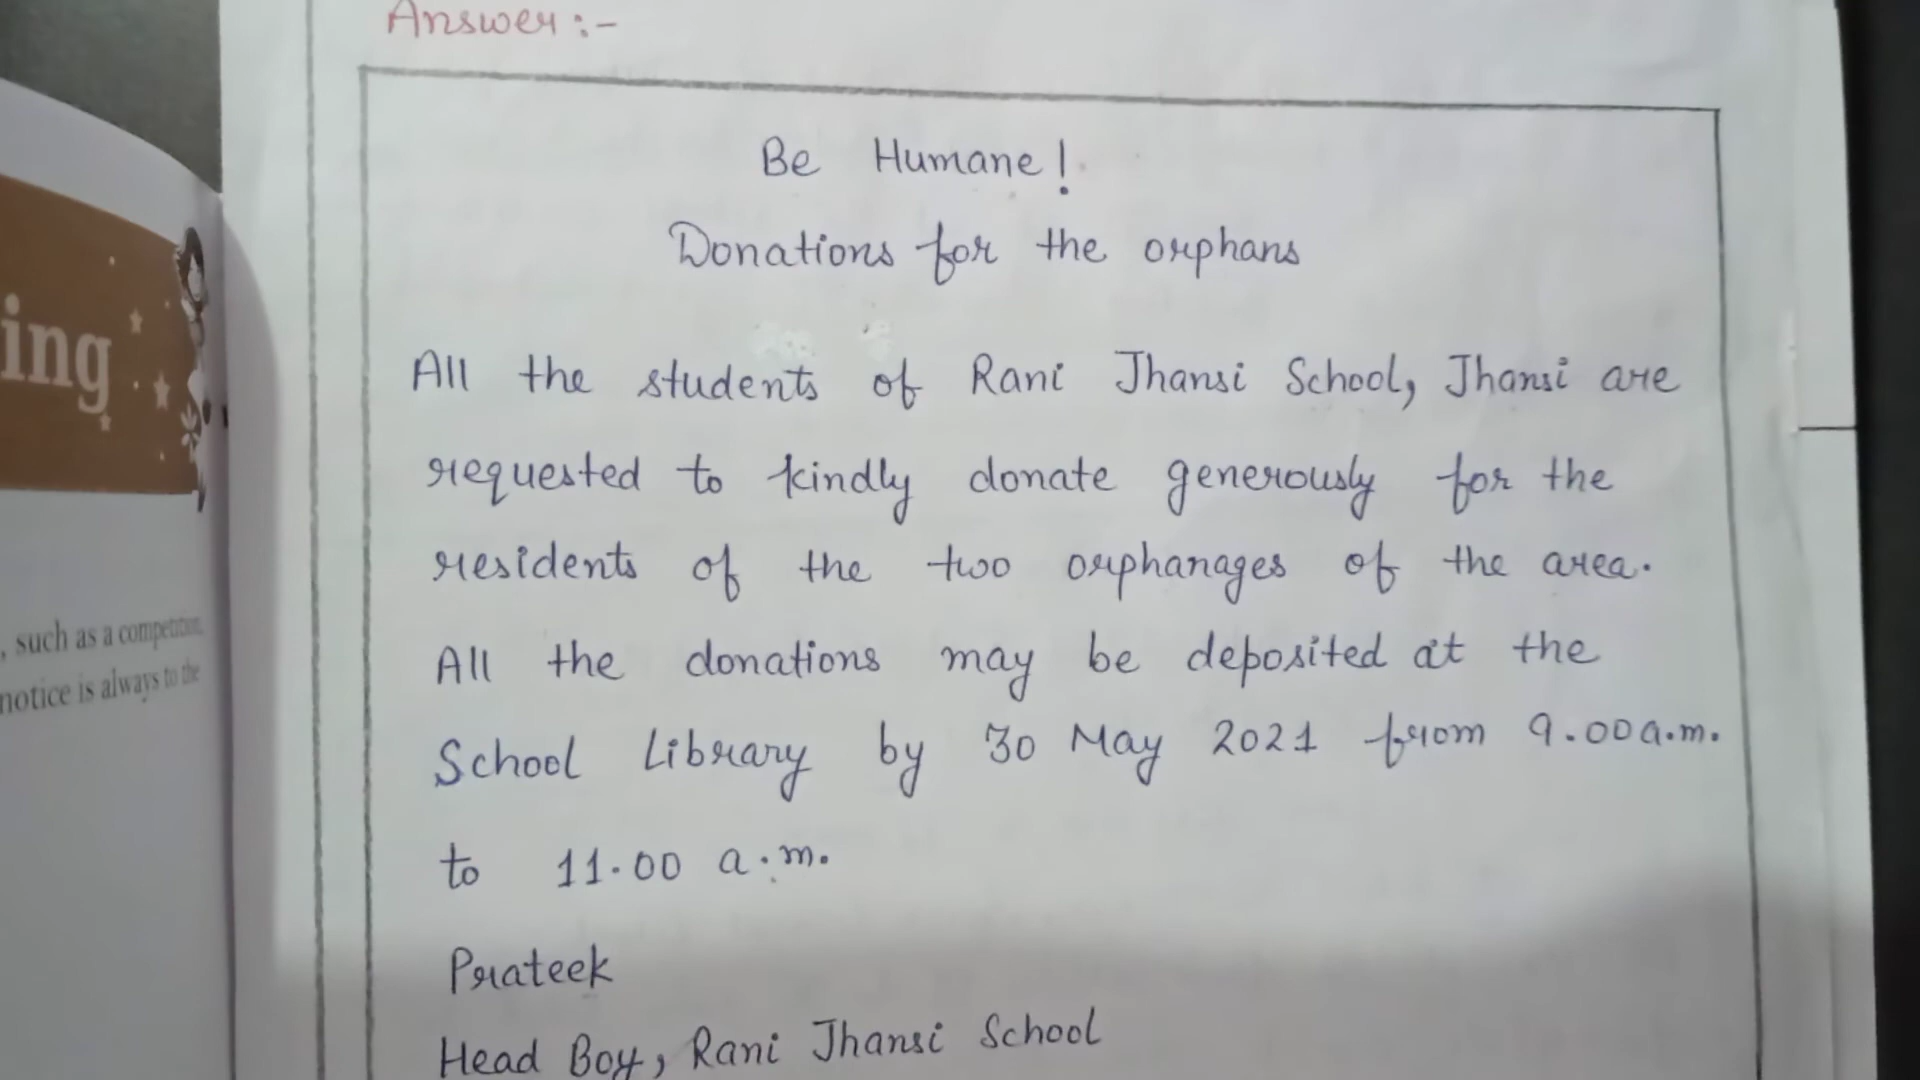 Answer :-
Be Humane!
Donations for the orphans
All the students of Rani Jhansi School, Jhansi are
requested to kindly donate generously for the
residents of the two orphanages of the area.
All the donations may be deposited at the
School Library by 30 May 2021 from 9.00 a.m.
to 11.00 a.m.
Prateek
Head Boy, Rani Jhansi School
ing
, such as a competition,
notice is always to the